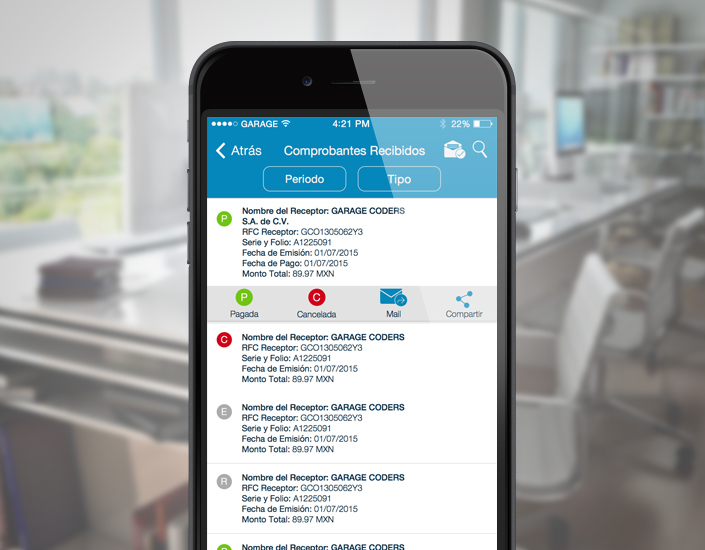 GARAGE 4:21 PM 22%
Atrás Comprobantes Recibidos
Periodo Tipo
P Nombre del Receptor: GARAGE CODERS
S.A. de C.V.
RFC Receptor: GCO1305062Y3
Serie y Folio: A1225091
Fecha de Emisión: 01/07/2015
Fecha de Pago: 01/07/2015
Monto Total: 89.97 MXN
P C
Pagada Cancelada Mail Compartir
C Nombre del Receptor: GARAGE CODERS
RFC Receptor: GCO1305062Y3
Serie y Folio: A1225091
Fecha de Emisión: 01/07/2015
Monto Total: 89.97 MXN
E Nombre del Receptor: GARAGE CODERS
RFC Receptor: GCO1305062Y3
Serie y Folio: A1225091
Fecha de Emisión: 01/07/2015
Monto Total: 89.97 MXN
R Nombre del Receptor: GARAGE CODERS
RFC Receptor: GCO1305062Y3
Serie y Folio: A1225091
Fecha de Emisión: 01/07/2015
Monto Total: 89.97 MXN
P Nombre del Receptor: GARAGE CODERS